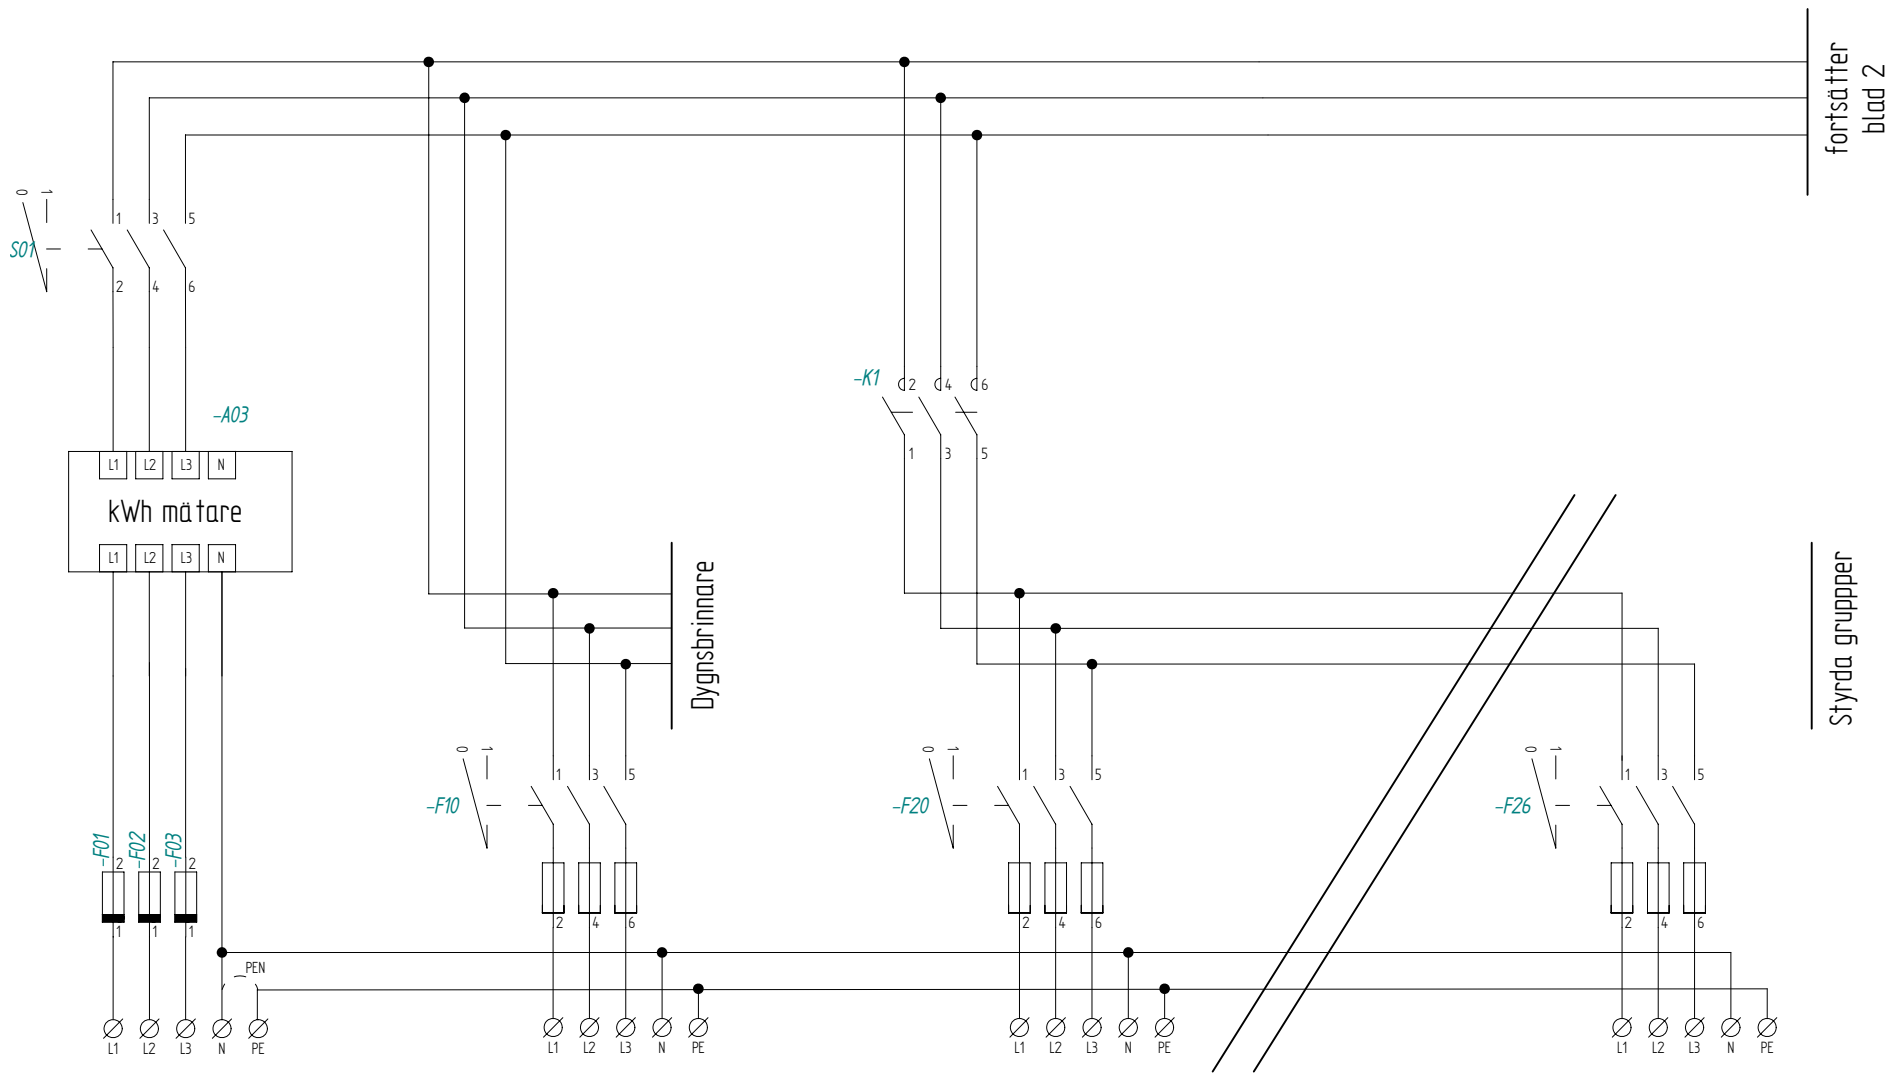 fortsätter
blad 2
0 1
1 3 5
S01
2 4 6
-K1
2 4 6
1 3 5
-A03
L1 L2 L3 N
kWh mätare
L1 L2 L3 N
Dygnsbrinnare
Styrda grupper
0 1
1 3 5
-F10
0 1
1 3 5
-F20
0 1
1 3 5
-F26
-F01 -F02 -F03
2 2 2
1 1 1
2 4 6
2 4 6
2 4 6
PEN
L1 L2 L3 N PE
L1 L2 L3 N PE
L1 L2 L3 N PE
L1 L2 L3 N PE